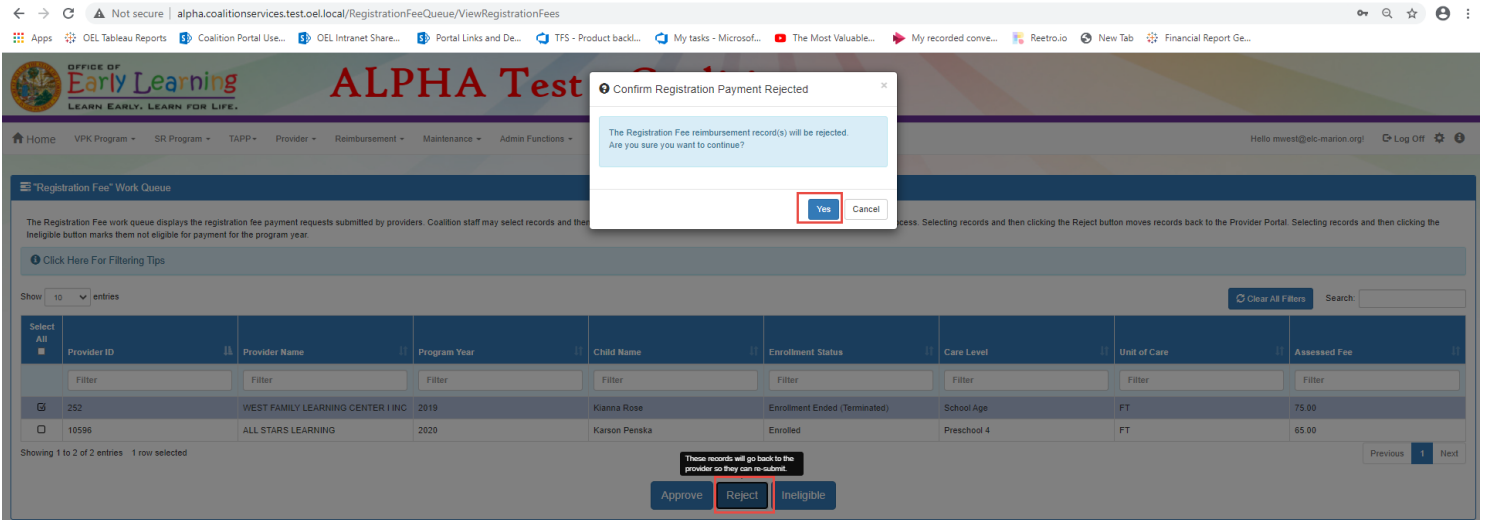 Not secure | alpha.coalitionservices.test.oel.local/RegistrationFeeQueue/ViewRegistrationFees
Apps OEL Tableau Reports Coalition Portal Use... OEL Intranet Share... Portal Links and De... TFS - Product backl... My tasks - Microsof... The Most Valuable... My recorded conve... Reetro.io New Tab Financial Report Ge...
OFFICE OF
Early Learning
LEARN EARLY. LEARN FOR LIFE.
ALPHA Test
Confirm Registration Payment Rejected ×
The Registration Fee reimbursement record(s) will be rejected.
Are you sure you want to continue?
Yes Cancel
Home VPK Program SR Program TAPP Provider Reimbursement Maintenance Admin Functions Hello mwest@elc-marion.org! Log Off
"Registration Fee" Work Queue
The Registration Fee work queue displays the registration fee payment requests submitted by providers. Coalition staff may select records and then cess. Selecting records and then clicking the Reject button moves records back to the Provider Portal. Selecting records and then clicking the
Ineligible button marks them not eligible for payment for the program year.
Click Here For Filtering Tips
Show 10 entries Clear All Filters Search:
Select All Provider ID Provider Name Program Year Child Name Enrollment Status Care Level Unit of Care Assessed Fee
Filter Filter Filter Filter Filter Filter Filter Filter
252 WEST FAMILY LEARNING CENTER I INC 2019 Kianna Rose Enrollment Ended (Terminated) School Age FT 75.00
10596 ALL STARS LEARNING 2020 Karson Penska Enrolled Preschool 4 FT 65.00
Showing 1 to 2 of 2 entries 1 row selected Previous 1 Next
These records will go back to the
provider so they can re-submit.
Approve Reject Ineligible